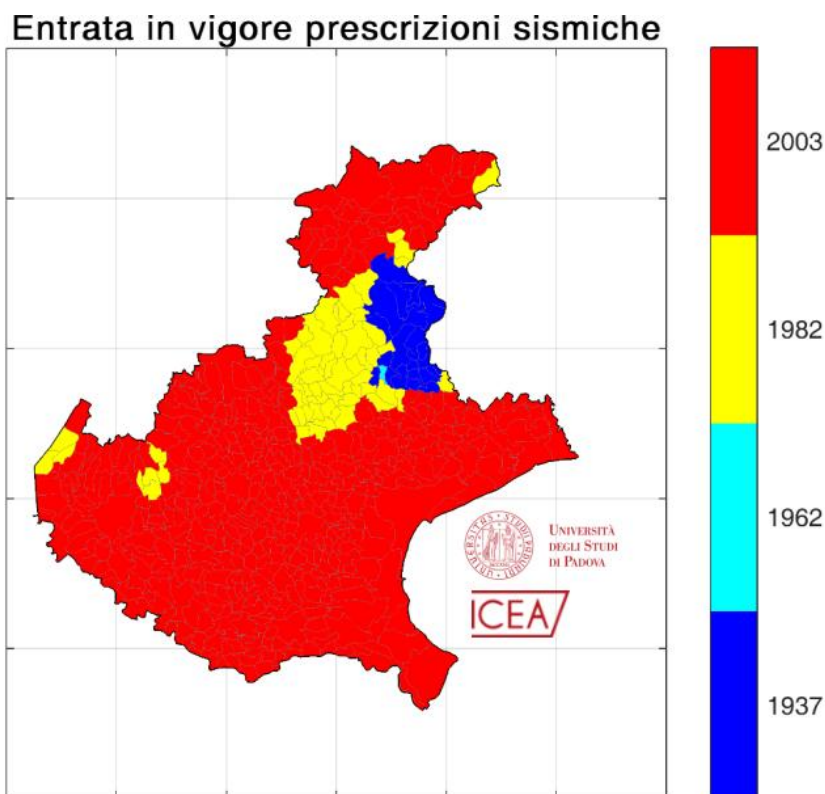 Entrata in vigore prescrizioni sismiche
2003
1982
1962
1937
UNIVERSITÀ
DEGLI STUDI
DI PADOVA
ICEA